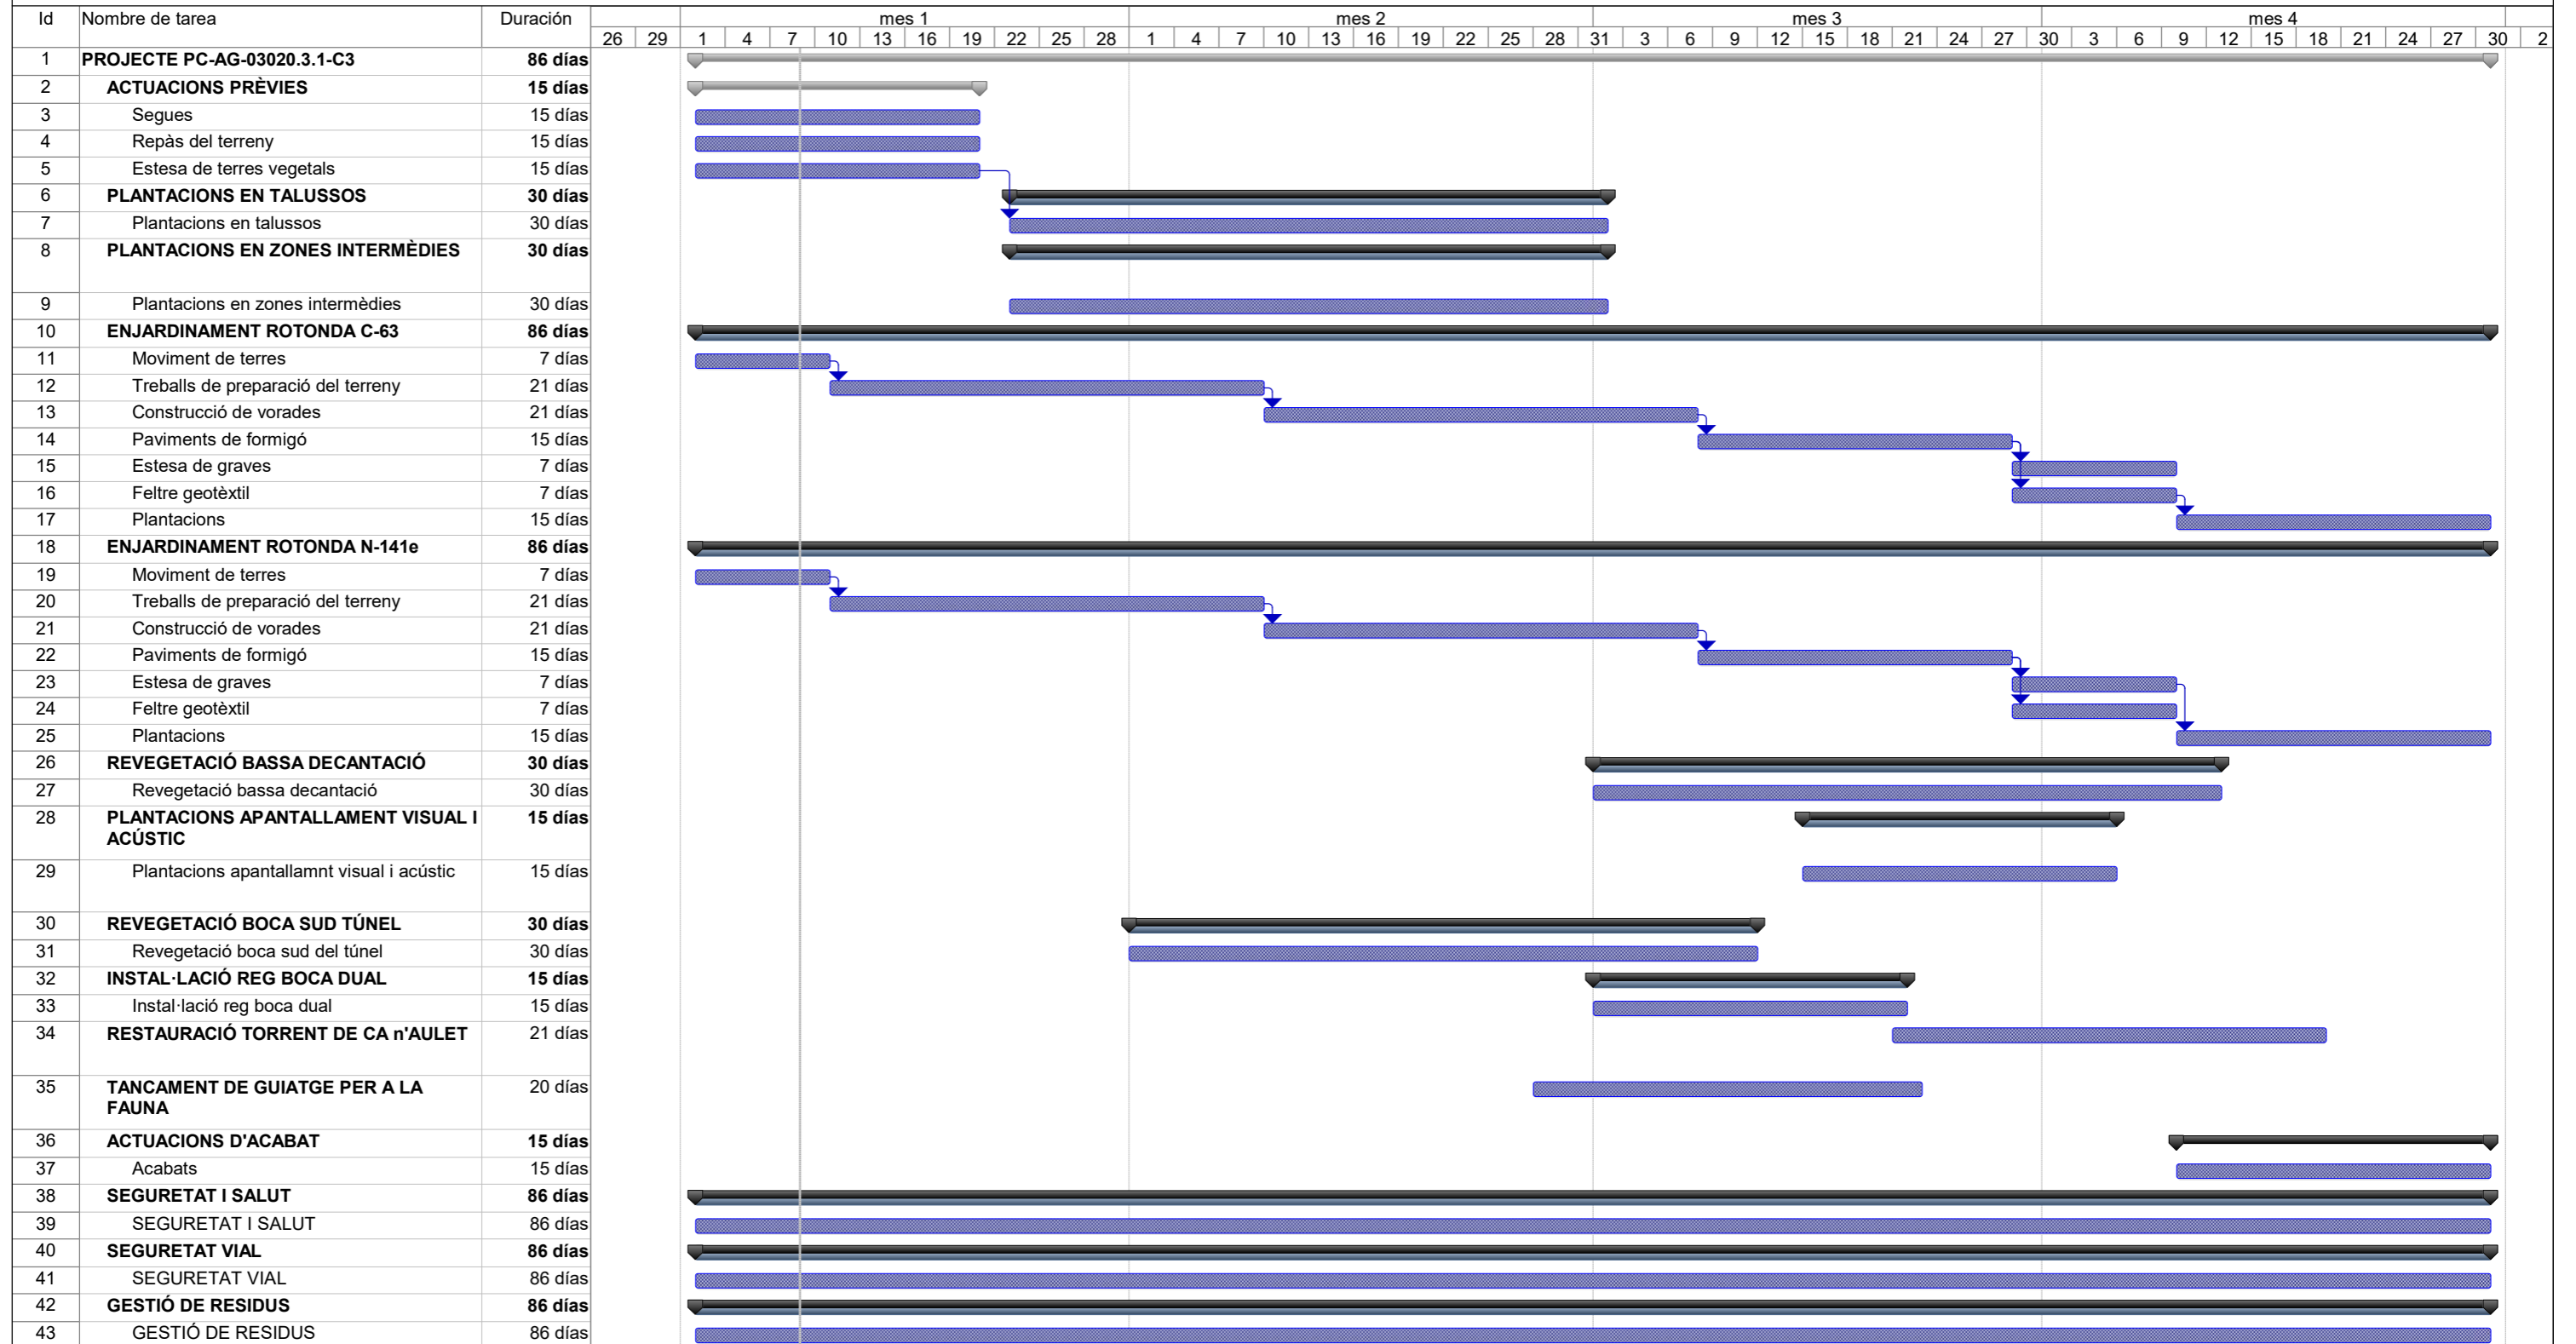 Id Nombre de tarea Duración mes 1 mes 2 mes 3 mes 4
26 29 1 4 7 10 13 16 19 22 25 28 1 4 7 10 13 16 19 22 25 28 31 3 6 9 12 15 18 21 24 27 30 3 6 9 12 15 18 21 24 27 30 2
1 PROJECTE PC-AG-03020.3.1-C3 86 días
2 ACTUACIONS PRÈVIES 15 días
3 Segues 15 días
4 Repàs del terreny 15 días
5 Estesa de terres vegetals 15 días
6 PLANTACIONS EN TALUSSOS 30 días
7 Plantacions en talussos 30 días
8 PLANTACIONS EN ZONES INTERMÈDIES 30 días
9 Plantacions en zones intermèdies 30 días
10 ENJARDINAMENT ROTONDA C-63 86 días
11 Moviment de terres 7 días
12 Treballs de preparació del terreny 21 días
13 Construcció de vorades 21 días
14 Paviments de formigó 15 días
15 Estesa de graves 7 días
16 Feltre geotèxtil 7 días
17 Plantacions 15 días
18 ENJARDINAMENT ROTONDA N-141e 86 días
19 Moviment de terres 7 días
20 Treballs de preparació del terreny 21 días
21 Construcció de vorades 21 días
22 Paviments de formigó 15 días
23 Estesa de graves 7 días
24 Feltre geotèxtil 7 días
25 Plantacions 15 días
26 REVEGETACIÓ BASSA DECANTACIÓ 30 días
27 Revegetació bassa decantació 30 días
28 PLANTACIONS APANTALLAMENT VISUAL I 15 días
ACÚSTIC
29 Plantacions apantallamnt visual i acústic 15 días
30 REVEGETACIÓ BOCA SUD TÚNEL 30 días
31 Revegetació boca sud del túnel 30 días
32 INSTAL·LACIÓ REG BOCA DUAL 15 días
33 Instal·lació reg boca dual 15 días
34 RESTAURACIÓ TORRENT DE CA n'AULET 21 días
35 TANCAMENT DE GUIATGE PER A LA 20 días
FAUNA
36 ACTUACIONS D'ACABAT 15 días
37 Acabats 15 días
38 SEGURETAT I SALUT 86 días
39 SEGURETAT I SALUT 86 días
40 SEGURETAT VIAL 86 días
41 SEGURETAT VIAL 86 días
42 GESTIÓ DE RESIDUS 86 días
43 GESTIÓ DE RESIDUS 86 días